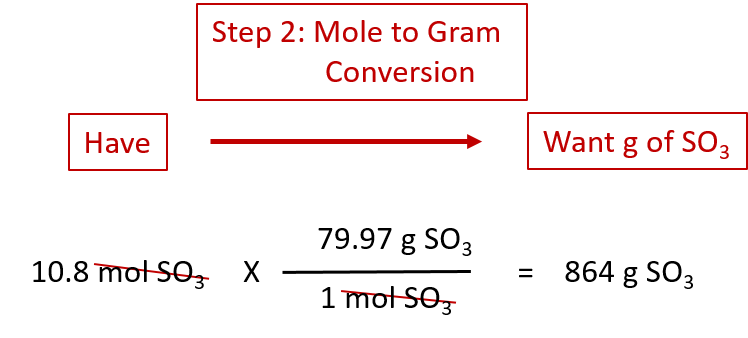 Step 2: Mole to Gram
Conversion
Have
Want g of SO₃
79.97 g SO₃
10.8 mol SO₃ X = 864 g SO₃
1 mol SO₃